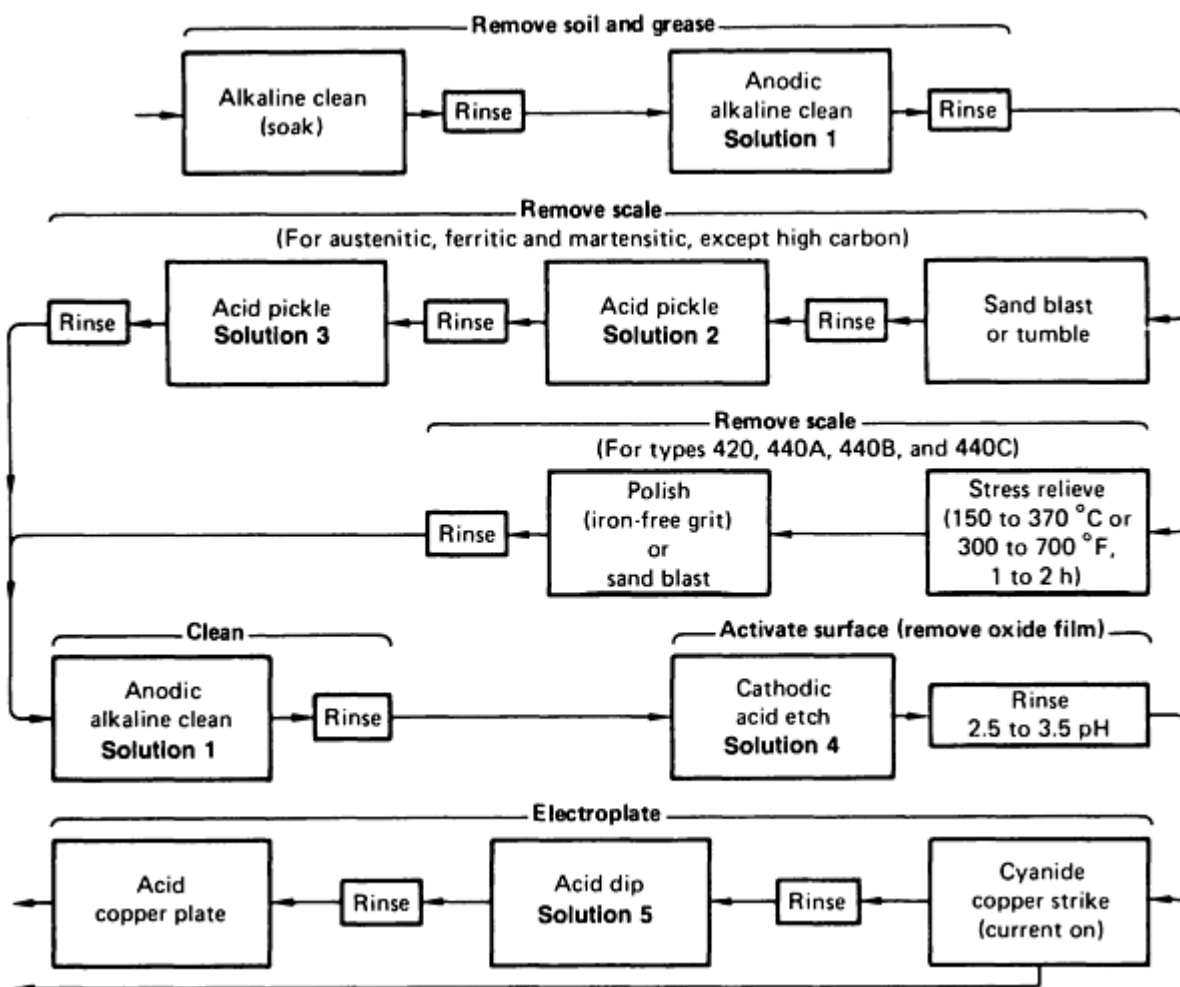 Remove soil and grease
Alkaline clean
(soak)
Rinse
Anodic
alkaline clean
Solution 1
Rinse
Remove scale
(For austenitic, ferritic and martensitic, except high carbon)
Rinse
Acid pickle
Solution 3
Rinse
Acid pickle
Solution 2
Rinse
Sand blast
or tumble
Remove scale
(For types 420, 440A, 440B, and 440C)
Rinse
Polish
(iron-free grit)
or
sand blast
Stress relieve
(150 to 370 °C or
300 to 700 °F,
1 to 2 h)
Clean
Anodic
alkaline clean
Solution 1
Rinse
Activate surface (remove oxide film)
Cathodic
acid etch
Solution 4
Rinse
2.5 to 3.5 pH
Electroplate
Acid
copper plate
Rinse
Acid dip
Solution 5
Rinse
Cyanide
copper strike
(current on)